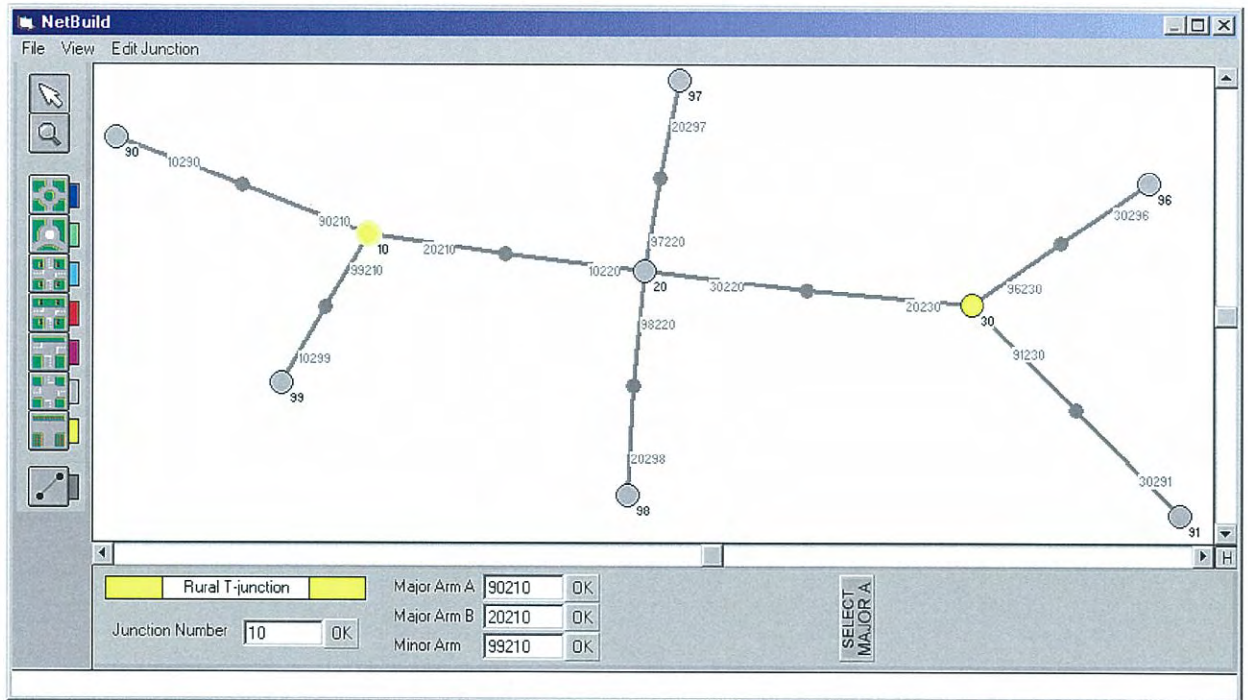 NetBuild
File View Edit Junction
97
20297
90
10290
96
30296
90210
10
20210
97220
99210
10220
20
30220
96230
20230
30
98220
91230
10299
99
20298
98
30291
91
H
Rural T-junction
Major Arm A 90210 OK
Major Arm B 20210 OK
Minor Arm 99210 OK
Junction Number 10 OK
SELECT
MAJOR A